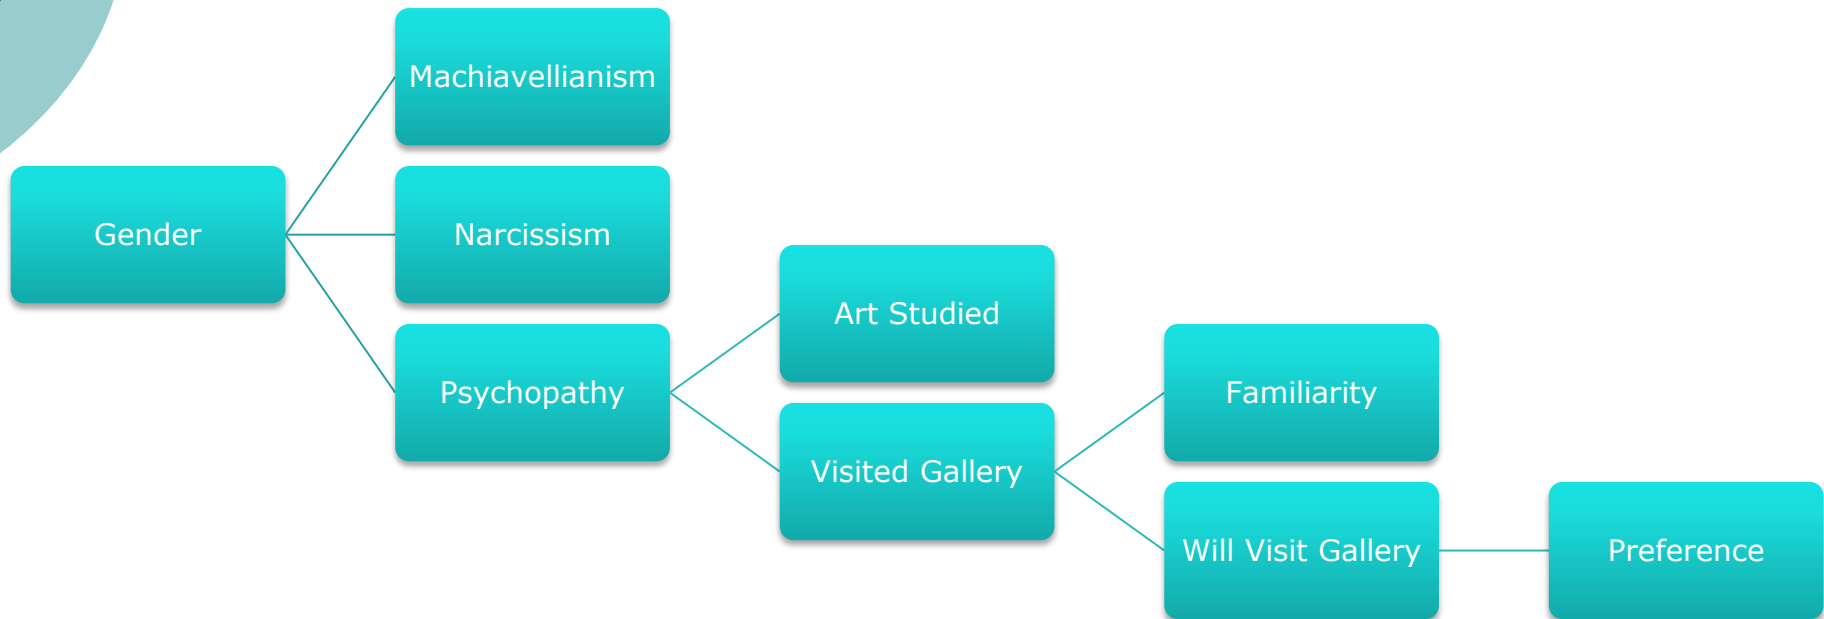 Machiavellianism
Gender
Narcissism
Art Studied
Psychopathy
Familiarity
Visited Gallery
Will Visit Gallery
Preference